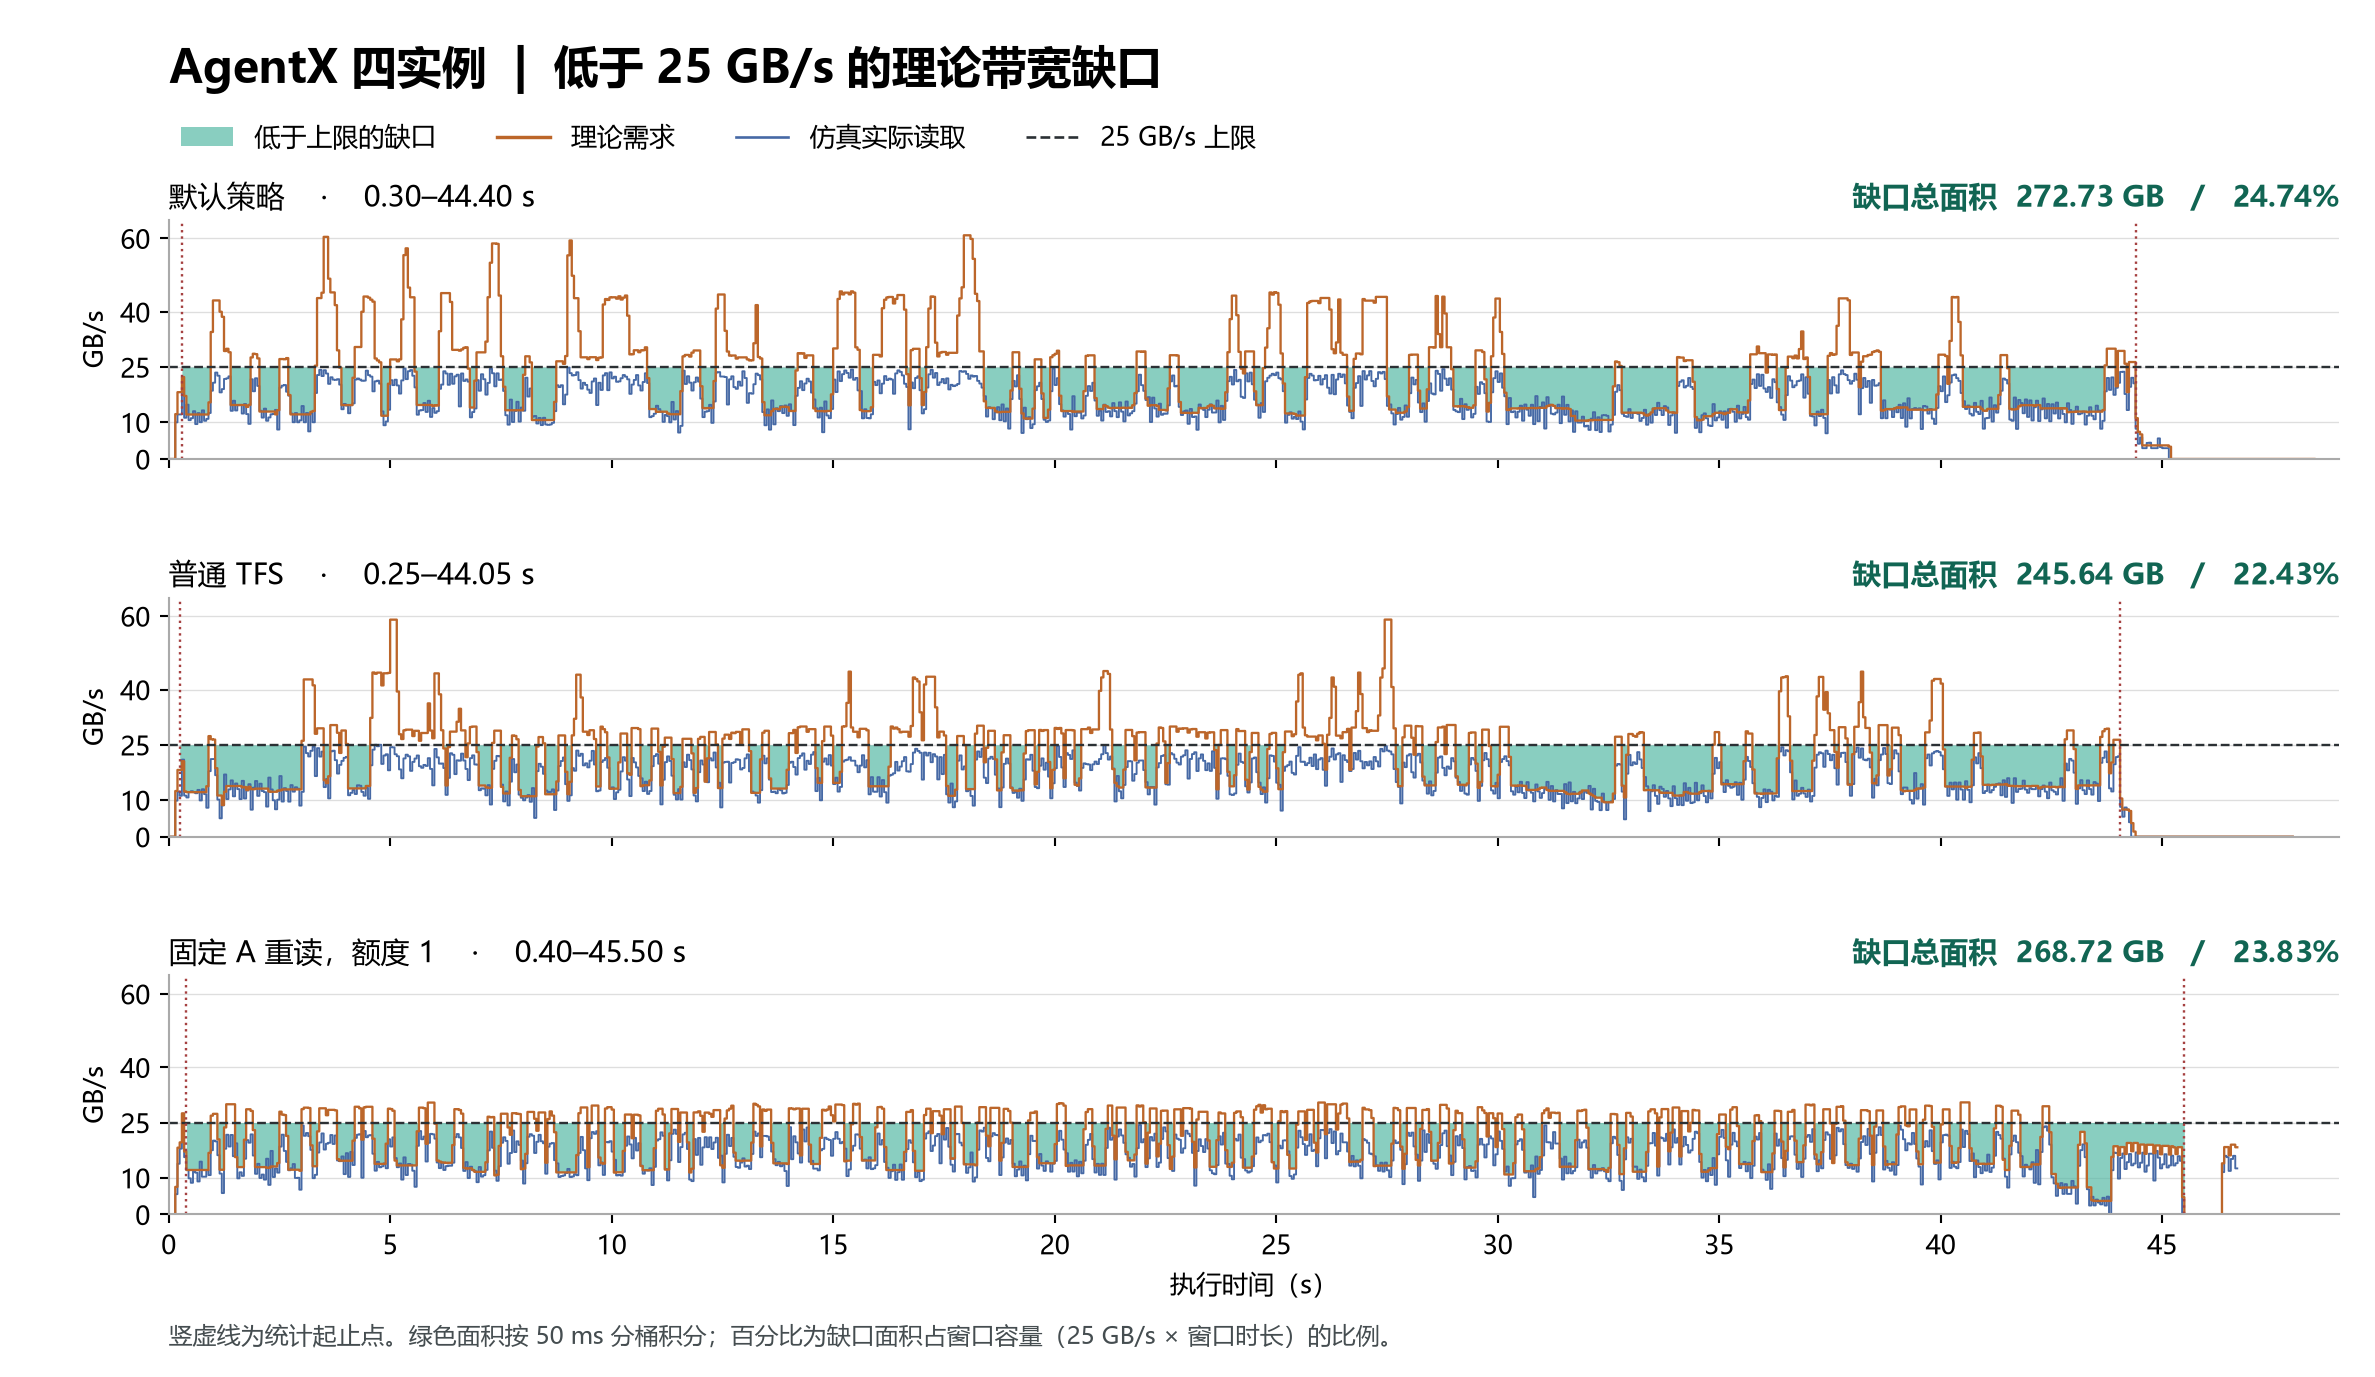 AgentX 四实例 | 低于 25 GB/s 的理论带宽缺口
低于上限的缺口 理论需求 仿真实际读取 25 GB/s 上限
默认策略 · 0.30–44.40 s 缺口总面积 272.73 GB / 24.74%
60
40
25
10
0
GB/s
普通 TFS · 0.25–44.05 s 缺口总面积 245.64 GB / 22.43%
60
40
25
10
0
GB/s
固定 A 重读，额度 1 · 0.40–45.50 s 缺口总面积 268.72 GB / 23.83%
60
40
25
10
0
GB/s
0 5 10 15 20 25 30 35 40 45
执行时间（s）
竖虚线为统计起止点。绿色面积按 50 ms 分桶积分；百分比为缺口面积占窗口容量（25 GB/s × 窗口时长）的比例。